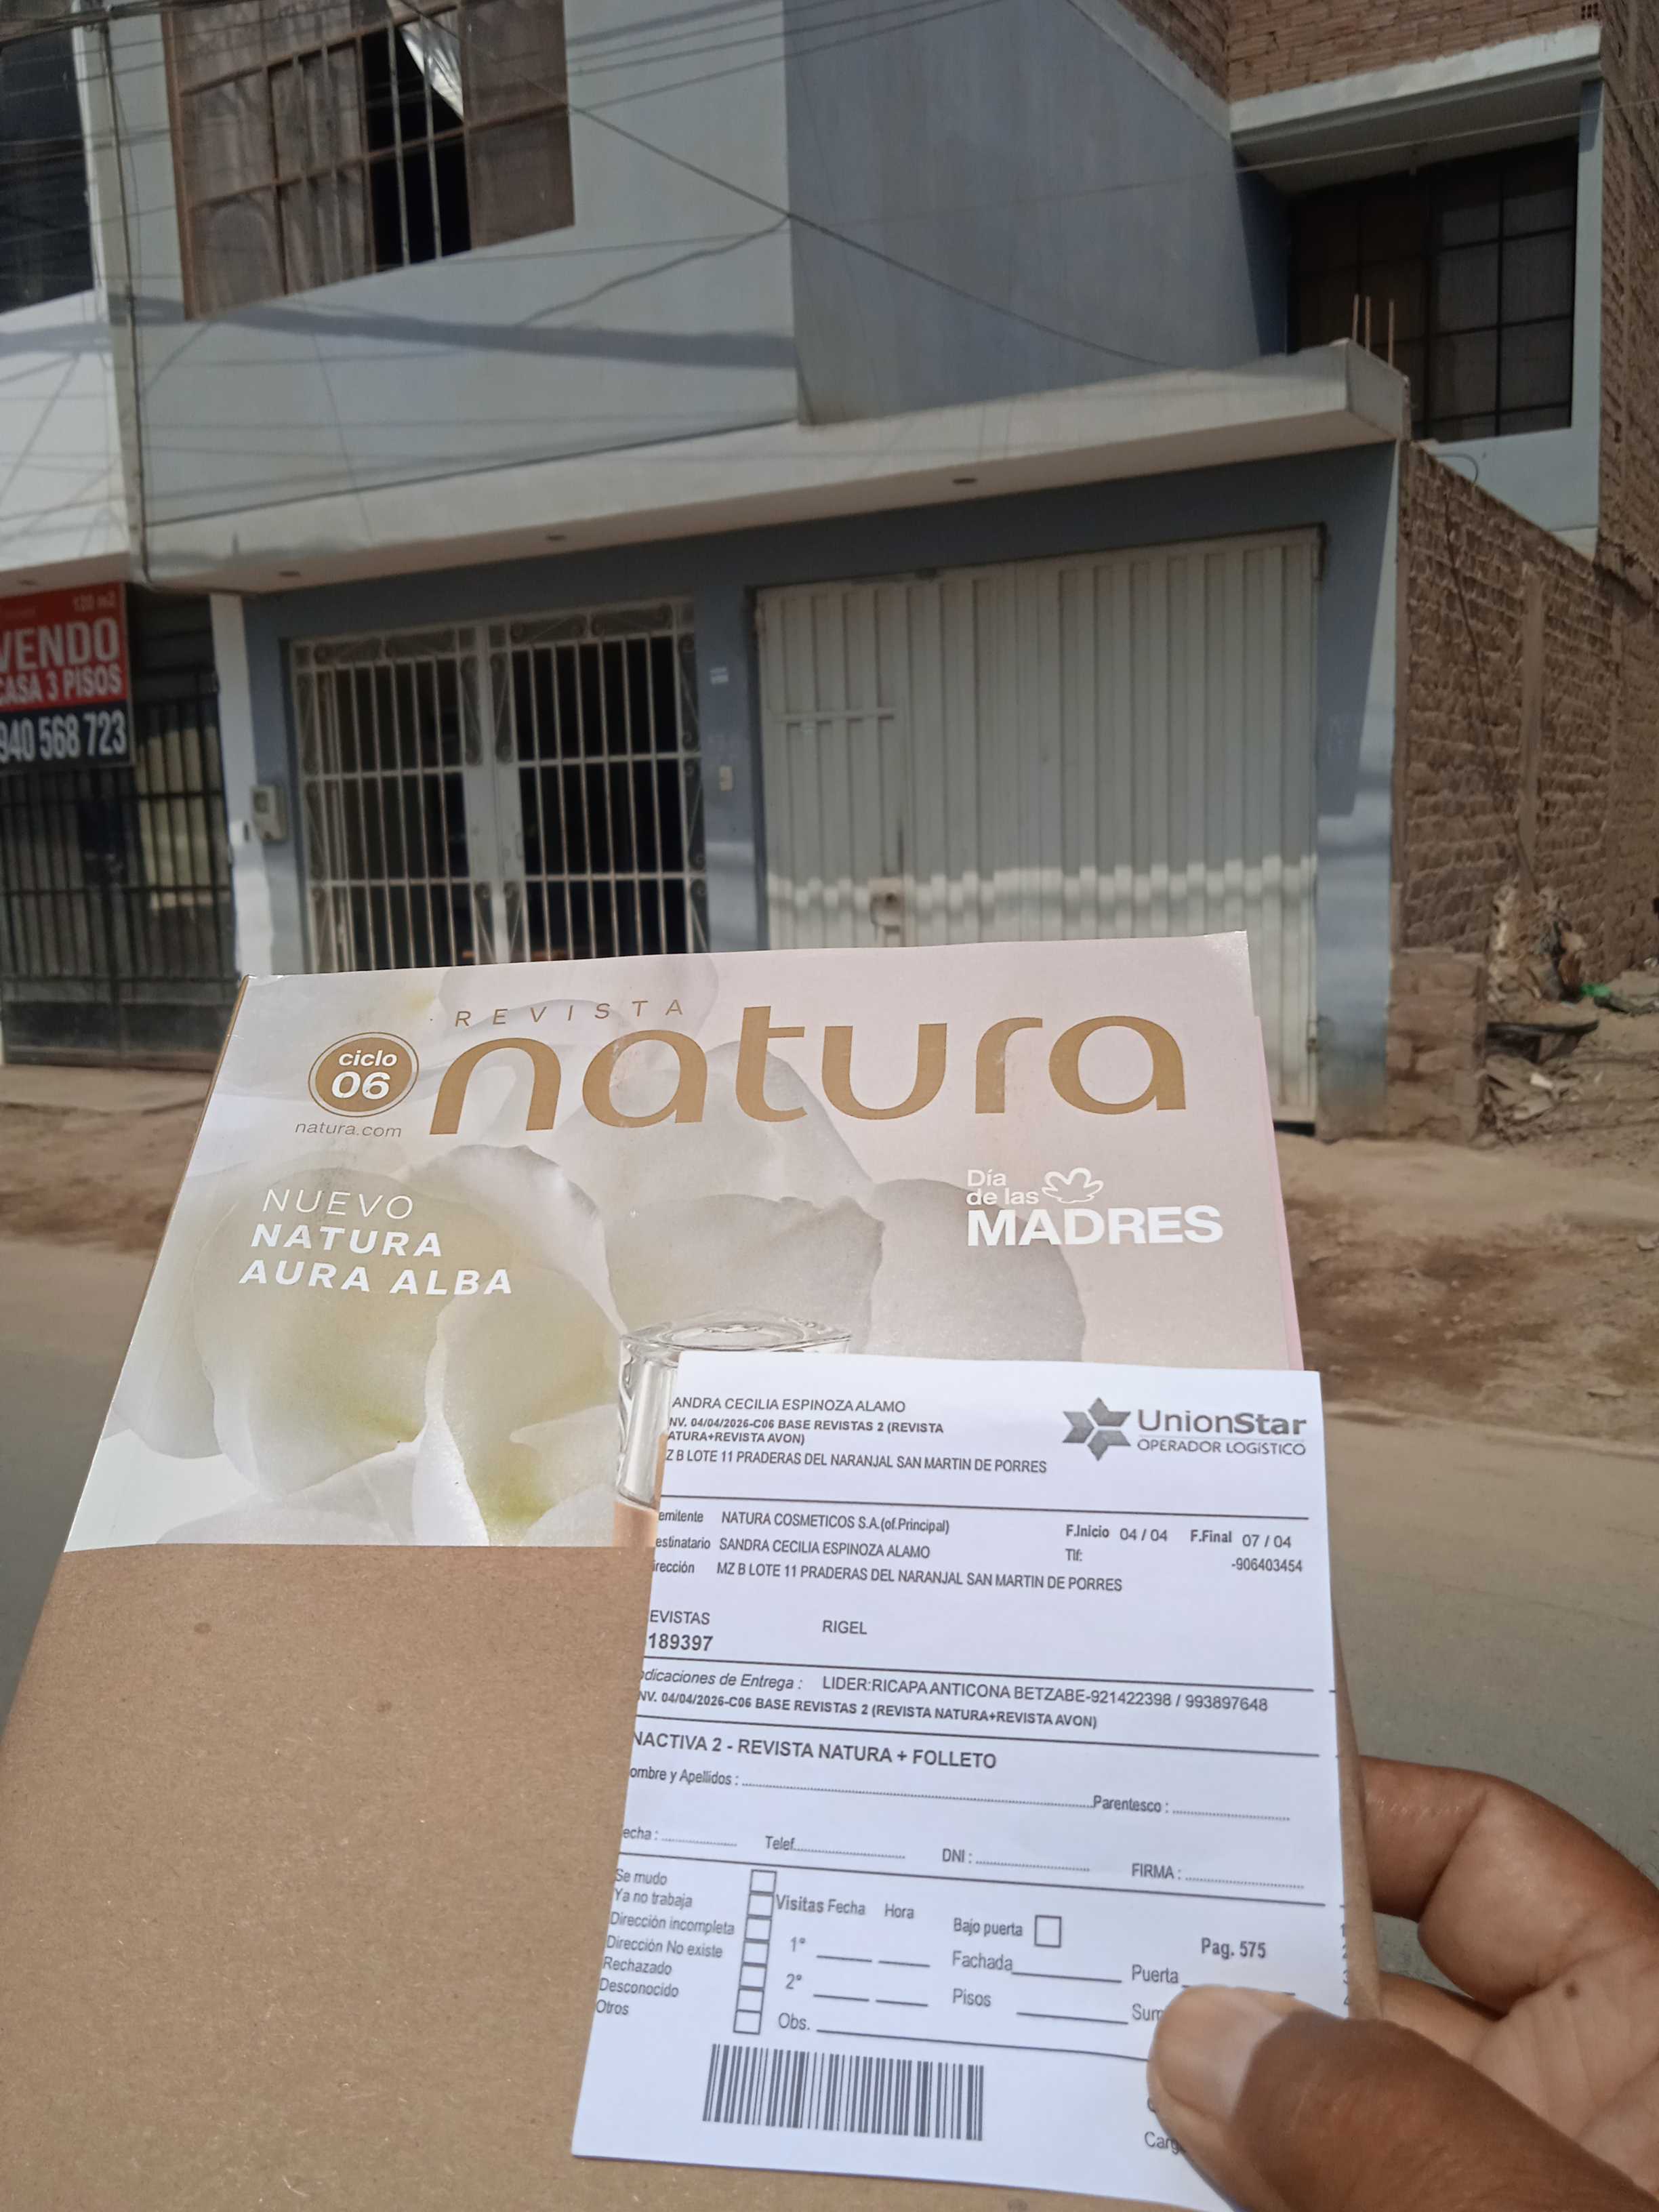 120 m2
VENDO
CASA 3 PISOS
940 568 723
REVISTA
natura
ciclo
06
natura.com
NUEVO
NATURA
AURA ALBA
Día
de las
MADRES
ANDRA CECILIA ESPINOZA ALAMO
NV. 04/04/2026-C06 BASE REVISTAS 2 (REVISTA
ATURA+REVISTA AVON)
Z B LOTE 11 PRADERAS DEL NARANJAL SAN MARTIN DE PORRES
UnionStar
OPERADOR LOGÍSTICO
emitente NATURA COSMETICOS S.A.(of.Principal)
F.Inicio 04 / 04 F.Final 07 / 04
estinatario SANDRA CECILIA ESPINOZA ALAMO
Tlf: -906403454
irección MZ B LOTE 11 PRADERAS DEL NARANJAL SAN MARTIN DE PORRES
EVISTAS RIGEL
189397
ndicaciones de Entrega : LIDER:RICAPA ANTICONA BETZABE-921422398 / 993897648
NV. 04/04/2026-C06 BASE REVISTAS 2 (REVISTA NATURA+REVISTA AVON)
NACTIVA 2 - REVISTA NATURA + FOLLETO
ombre y Apellidos : Parentesco :
echa : Telef. DNI : FIRMA :
Se mudo
Ya no trabaja
Dirección incompleta
Dirección No existe
Rechazado
Desconocido
Otros
Visitas Fecha Hora
1°
2°
Obs.
Bajo puerta
Fachada Puerta
Pisos Sum
Pag. 575
Carg